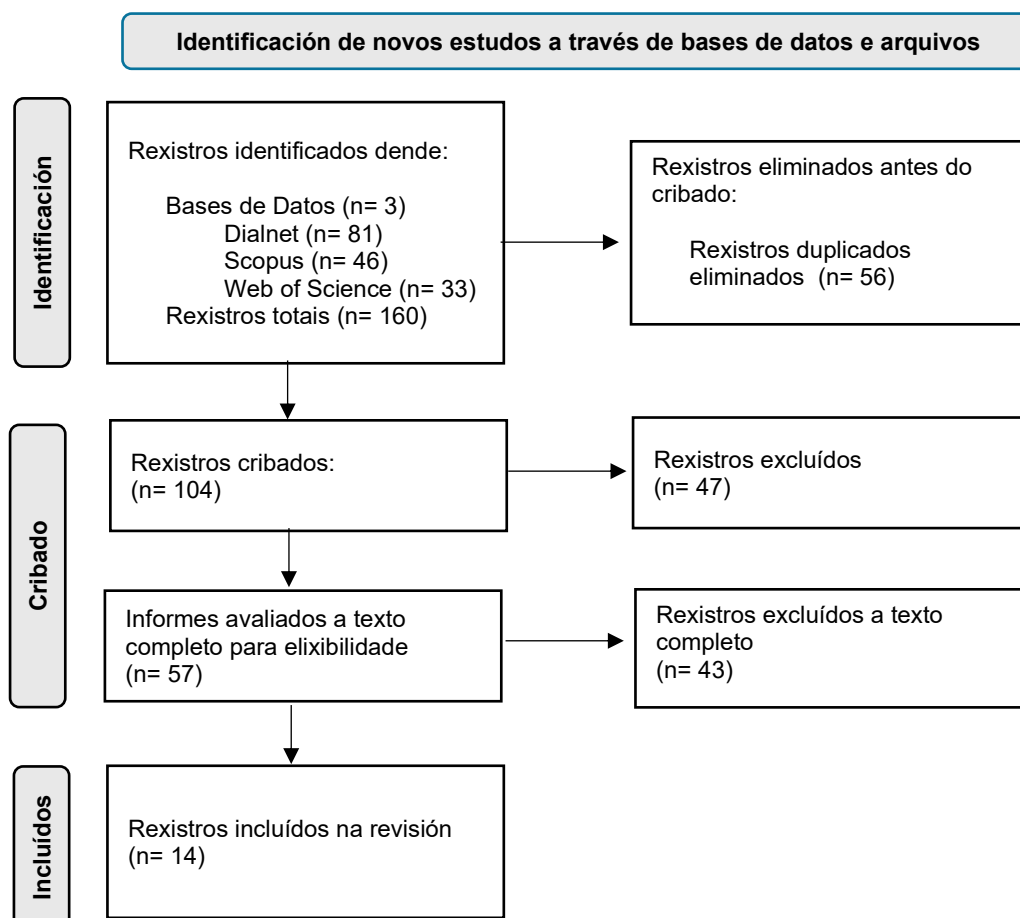 Identificación de novos estudos a través de bases de datos e arquivos
Identificación
Rexistros identificados dende:
Bases de Datos (n= 3)
Dialnet (n= 81)
Scopus (n= 46)
Web of Science (n= 33)
Rexistros totais (n= 160)
Rexistros eliminados antes do
cribado:
Rexistros duplicados
eliminados (n= 56)
Cribado
Rexistros cribados:
(n= 104)
Rexistros excluídos
(n= 47)
Informes avaliados a texto
completo para elixibilidade
(n= 57)
Rexistros excluídos a texto
completo
(n= 43)
Incluídos
Rexistros incluídos na revisión
(n= 14)